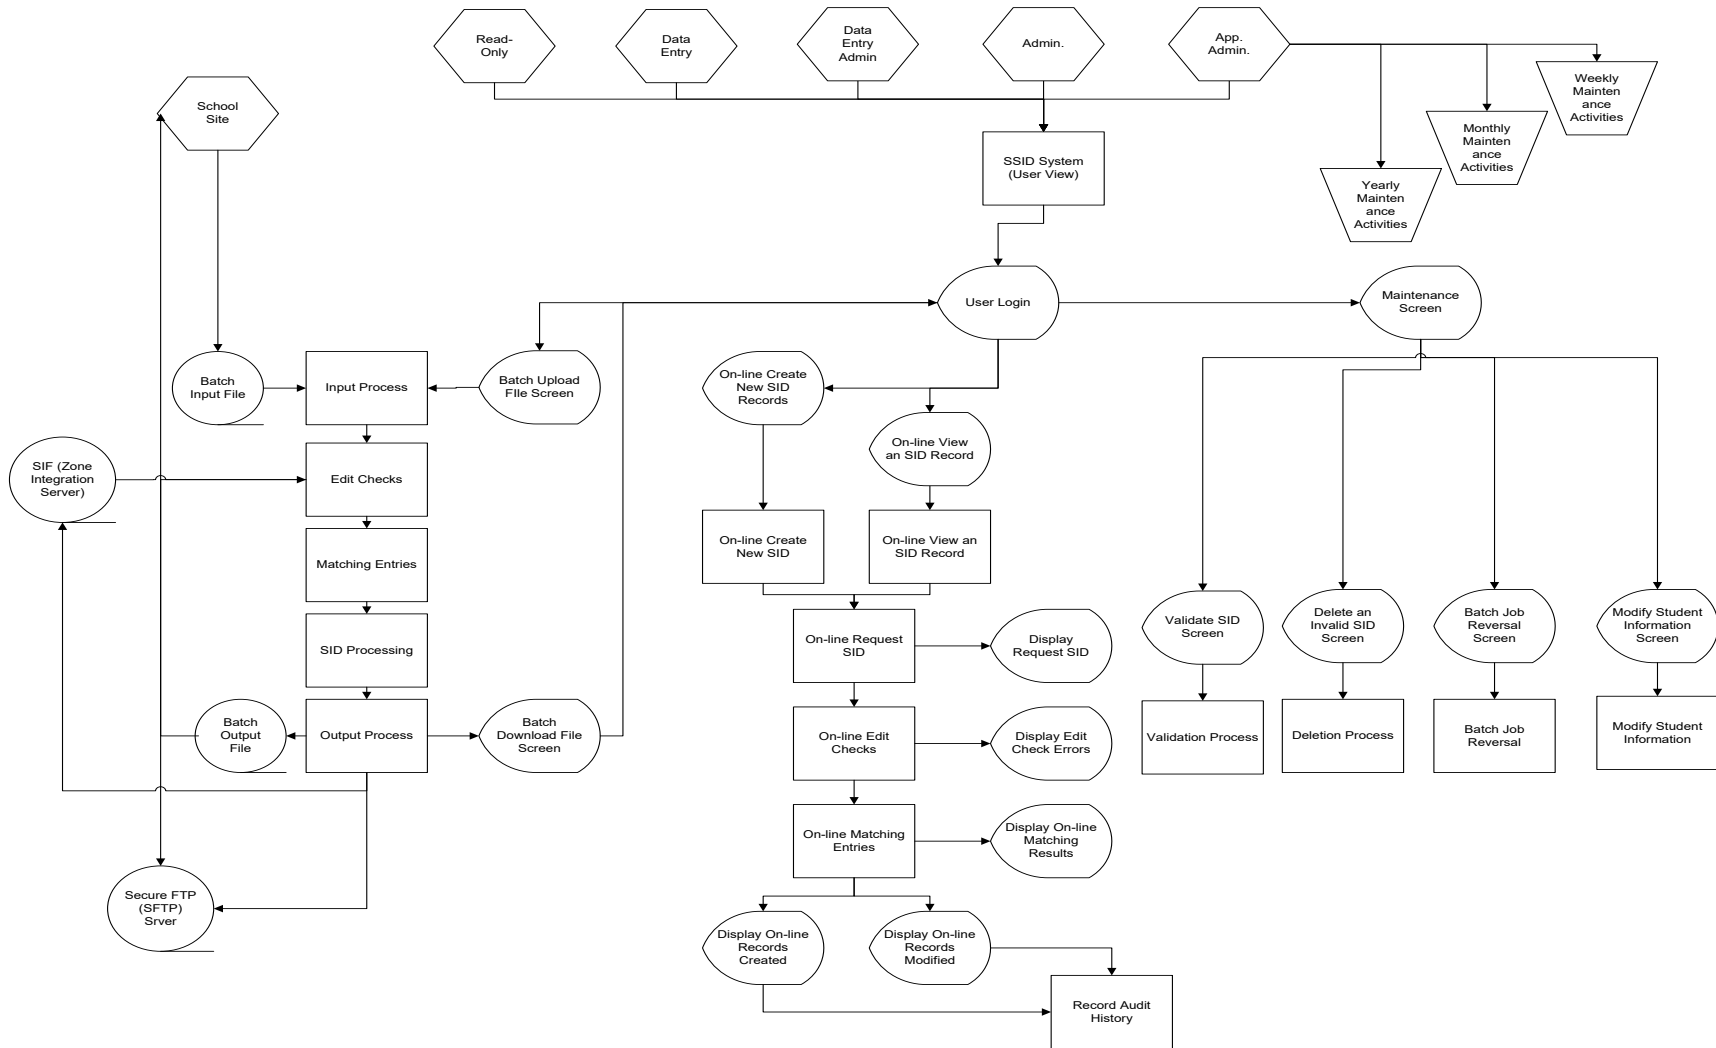 Read-
Only
Data
Entry
Data
Entry
Admin
Admin.
App.
Admin.
Weekly
Mainten
ance
Activities
Monthly
Mainten
ance
Activities
Yearly
Mainten
ance
Activities
School
Site
SSID System
(User View)
User Login
Maintenance
Screen
Batch
Input File
Input Process
Batch Upload
FIle Screen
On-line Create
New SID
Records
On-line View
an SID Record
SIF (Zone
Integration
Server)
Edit Checks
Matching Entries
SID Processing
On-line Create
New SID
On-line View an
SID Record
On-line Request
SID
Display
Request SID
Validate SID
Screen
Delete an
Invalid SID
Screen
Batch Job
Reversal
Screen
Modify Student
Information
Screen
Batch
Output
File
Output Process
Batch
Download File
Screen
On-line Edit
Checks
Display Edit
Check Errors
Validation Process
Deletion Process
Batch Job
Reversal
Modify Student
Information
On-line Matching
Entries
Display On-line
Matching
Results
Secure FTP
(SFTP)
Srver
Display On-line
Records
Created
Display On-line
Records
Modified
Record Audit
History